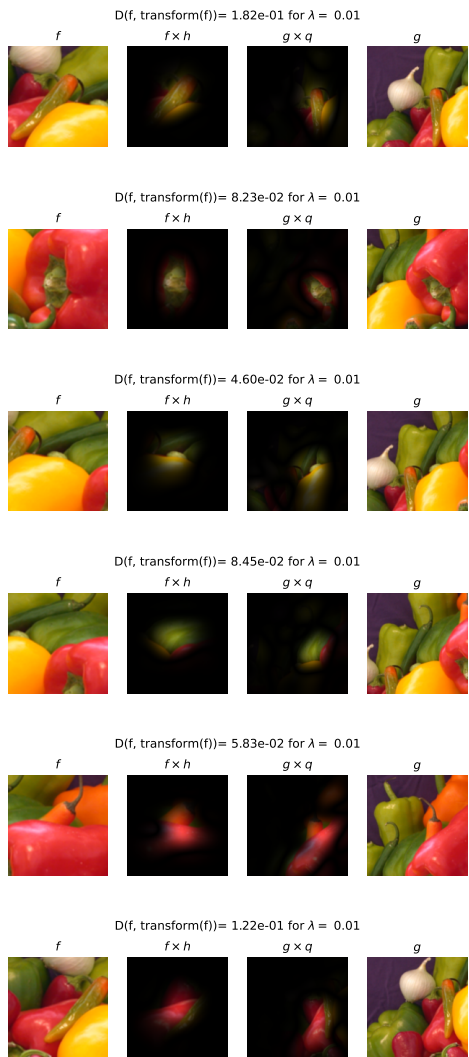 D(f, transform(f))= 1.82e-01 for λ = 0.01
f f × h g × q g
D(f, transform(f))= 8.23e-02 for λ = 0.01
f f × h g × q g
D(f, transform(f))= 4.60e-02 for λ = 0.01
f f × h g × q g
D(f, transform(f))= 8.45e-02 for λ = 0.01
f f × h g × q g
D(f, transform(f))= 5.83e-02 for λ = 0.01
f f × h g × q g
D(f, transform(f))= 1.22e-01 for λ = 0.01
f f × h g × q g